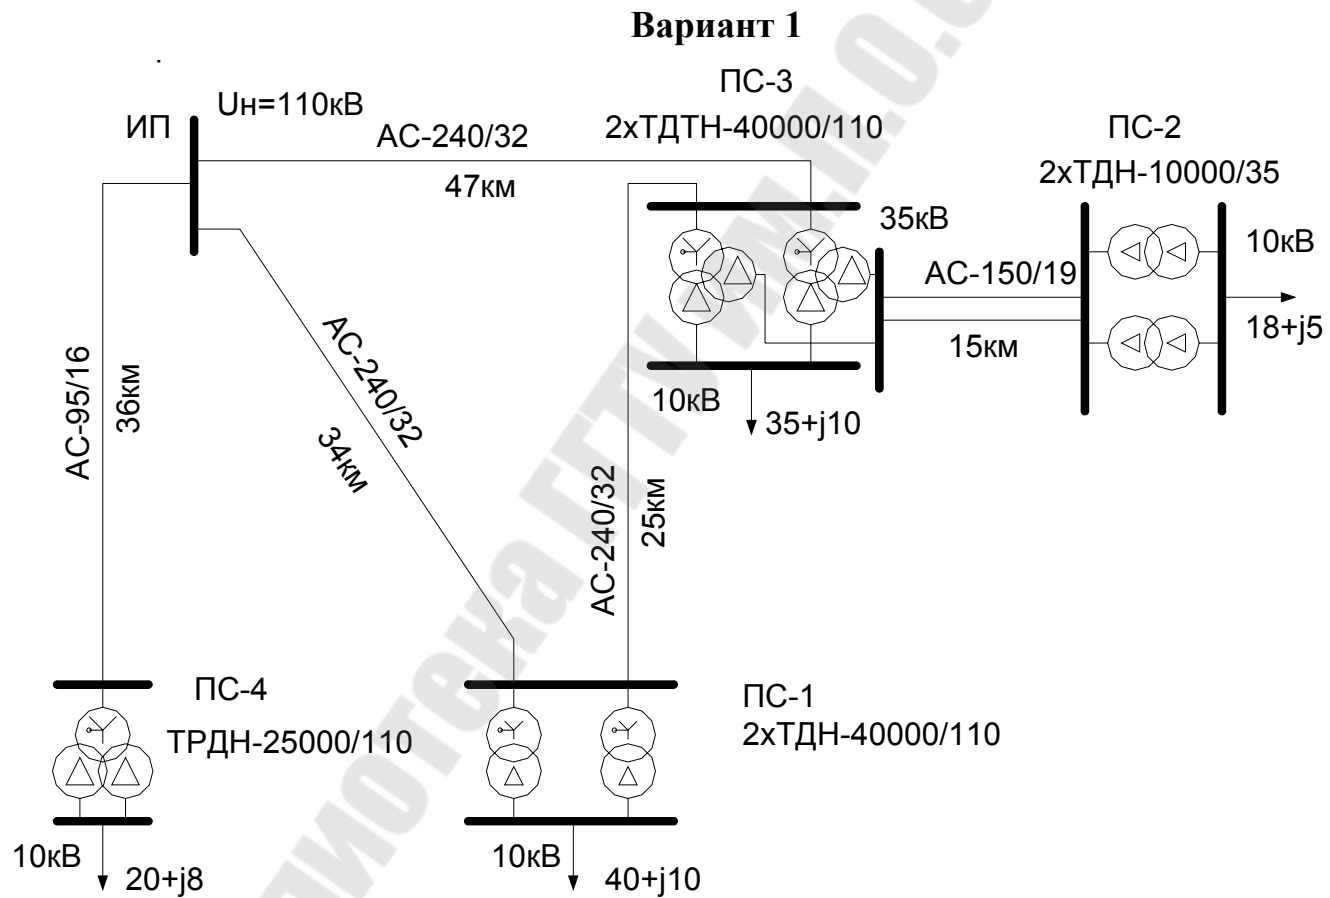 Вариант 1
ПС-3
Uн=110кВ
ИП
2хТДТН-40000/110
ПС-2
АС-240/32
2хТДН-10000/35
47км
35кВ
10кВ
АС-150/19
18+j5
15км
АС-95/16
36км
АС-240/32
34км
10кВ
35+j10
АС-240/32
25км
ПС-4
ТРДН-25000/110
ПС-1
2хТДН-40000/110
10кВ
20+j8
10кВ
40+j10